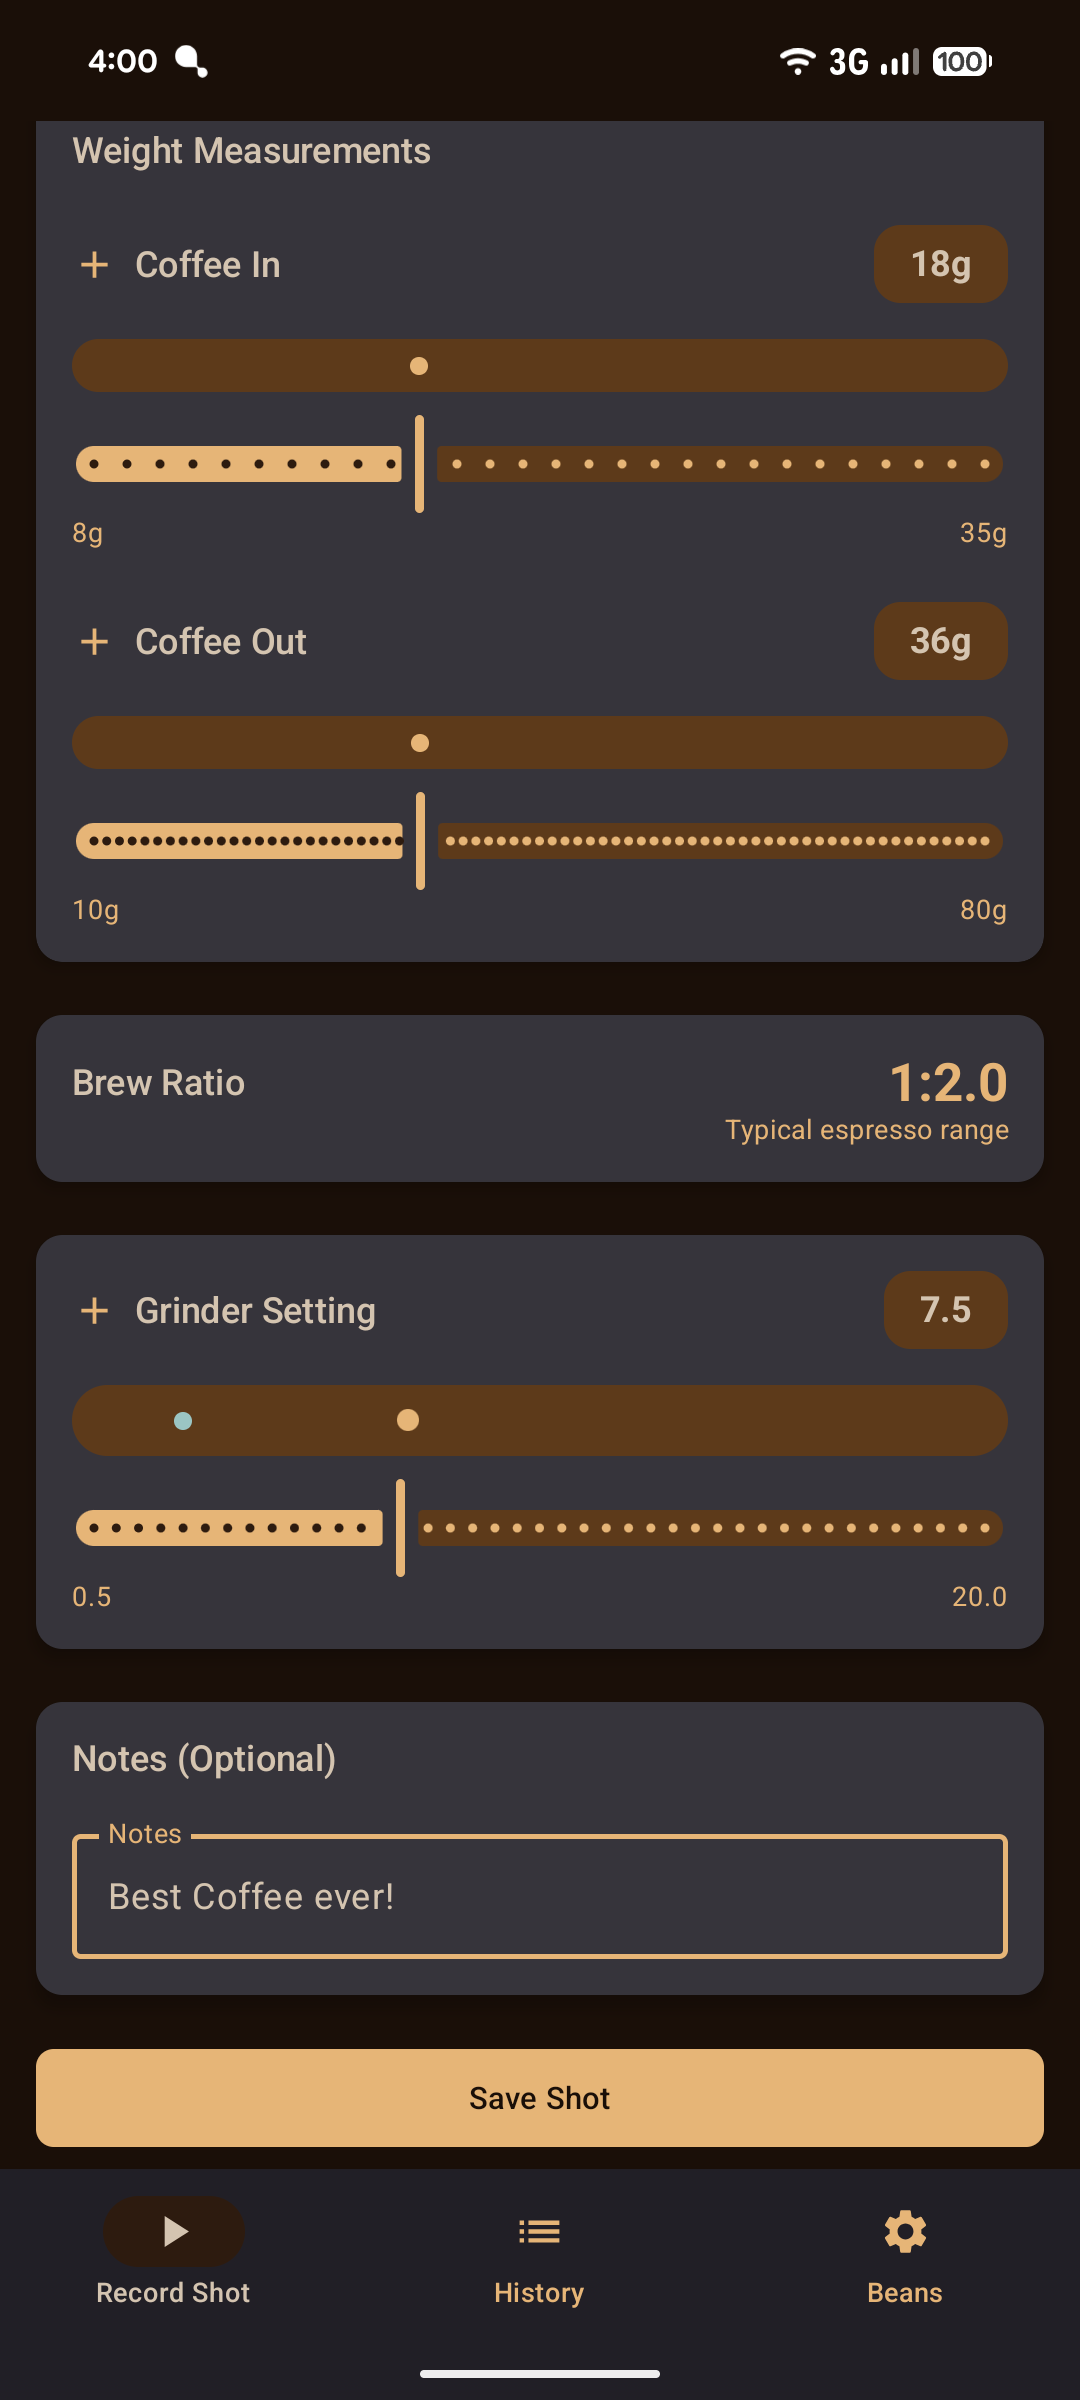 4:00
3G
100
Weight Measurements
Coffee In
18g
8g
35g
Coffee Out
36g
10g
80g
Brew Ratio
1:2.0
Typical espresso range
Grinder Setting
7.5
0.5
20.0
Notes (Optional)
Notes
Best Coffee ever!
Save Shot
Record Shot
History
Beans